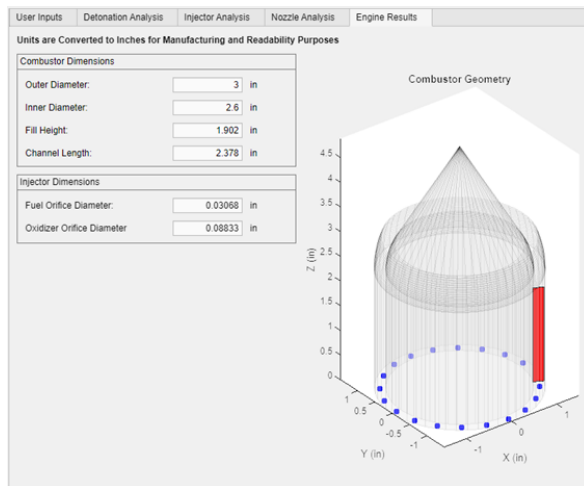 User Inputs Detonation Analysis Injector Analysis Nozzle Analysis Engine Results
Units are Converted to Inches for Manufacturing and Readability Purposes
Combustor Dimensions
Outer Diameter: 3 in
Inner Diameter: 2.6 in
Fill Height: 1.902 in
Channel Length: 2.378 in
Injector Dimensions
Fuel Orifice Diameter: 0.03068 in
Oxidizer Orifice Diameter 0.08833 in
Combustor Geometry
4.5
4
3.5
3
2.5
2
1.5
1
0.5
0
Z (in)
1
0.5
0
-0.5
-1
Y (in)
-1
0
1
X (in)